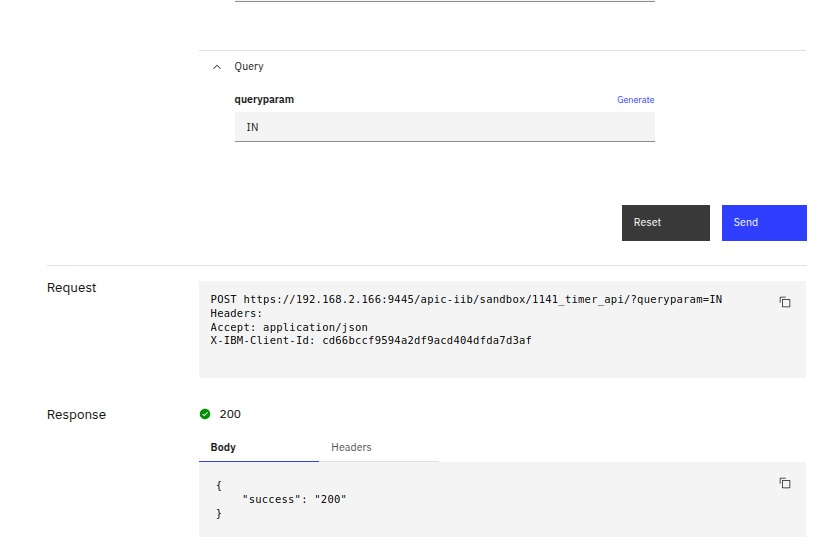 Query
queryparam Generate
IN
Reset Send
Request
POST https://192.168.2.166:9445/apic-iib/sandbox/1141_timer_api/?queryparam=IN
Headers:
Accept: application/json
X-IBM-Client-Id: cd66bccf9594a2df9acd404dfda7d3af
Response 200
Body Headers
{
    "success": "200"
}